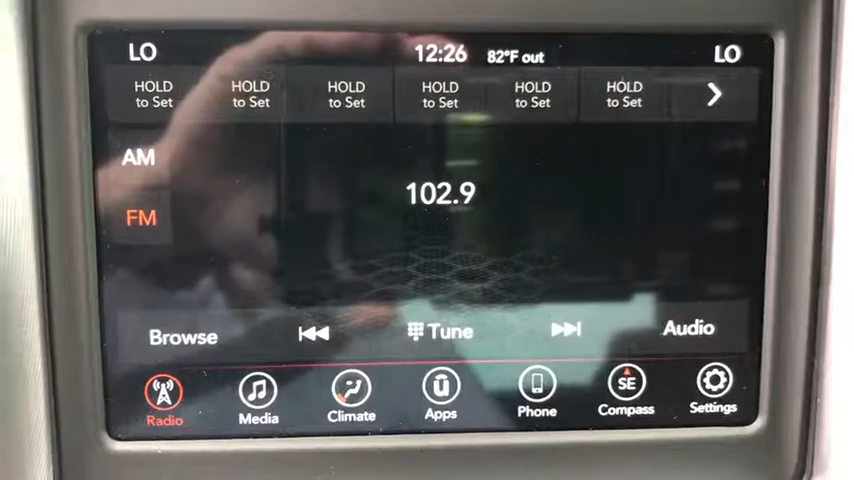 LO 12:26 82°F out LO
HOLD to Set HOLD to Set HOLD to Set HOLD to Set HOLD to Set HOLD to Set
AM
102.9
FM
Browse Tune Audio
Radio Media Climate Apps Phone SE Compass Settings